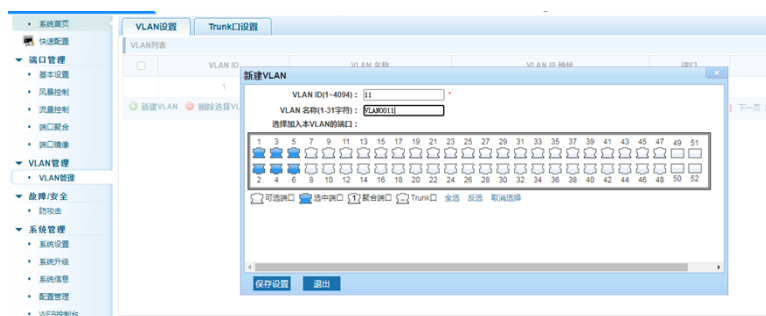 系统首页
快速配置
端口管理
基本设置
风暴控制
流量控制
端口聚合
端口镜像
VLAN管理
VLAN管理
故障/安全
防攻击
系统管理
系统设置
系统升级
系统信息
配置管理
WEB控制台
VLAN设置 Trunk口设置
VLAN列表
VLAN ID VLAN 名称 VLAN IP 地址 端口
1
新建VLAN 删除选择VL
下一页
新建VLAN
VLAN ID(1~4094)： 11 *
VLAN 名称(1-31字符)： VLAN0011
选择加入本VLAN的端口：
1 3 5 7 9 11 13 15 17 19 21 23 25 27 29 31 33 35 37 39 41 43 45 47 49 51
2 4 6 8 10 12 14 16 18 20 22 24 26 28 30 32 34 36 38 40 42 44 46 48 50 52
可选端口 选中端口 1 聚合端口 Trunk口 全选 反选 取消选择
保存设置 退出